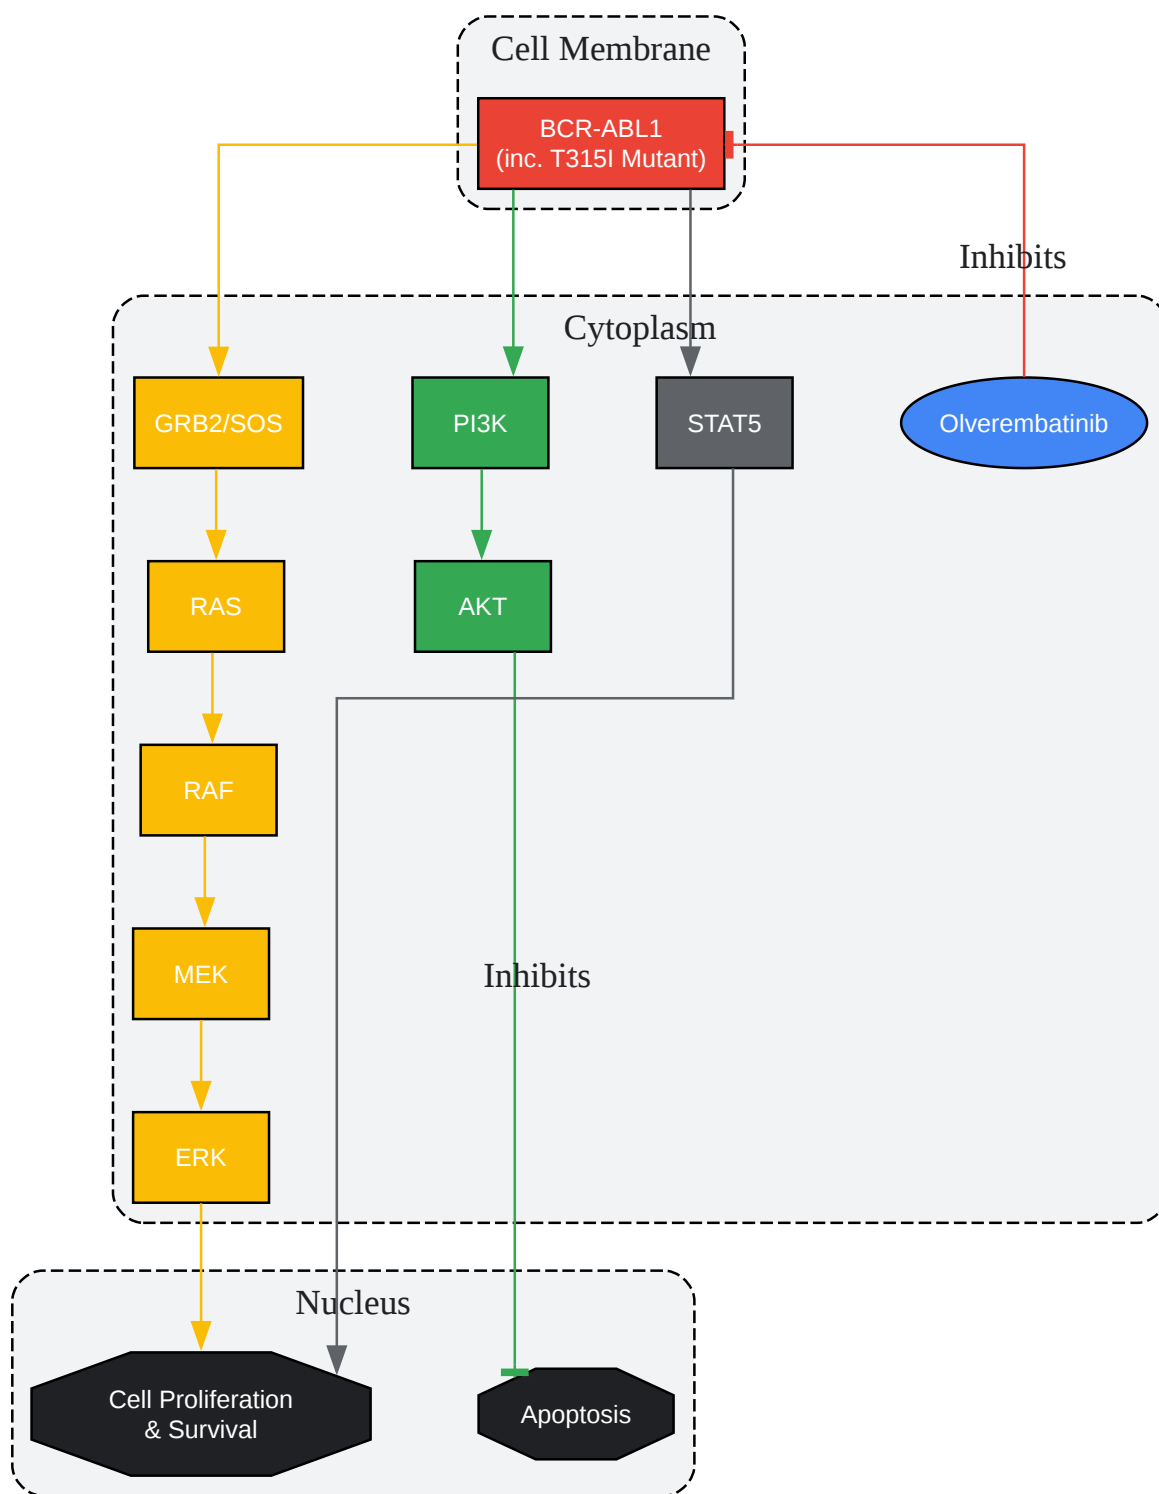 Cell Membrane
BCR-ABL1
(inc. T315I Mutant)
Inhibits
Cytoplasm
GRB2/SOS
PI3K
STAT5
Olverembatinib
RAS
AKT
RAF
MEK
Inhibits
ERK
Nucleus
Cell Proliferation
& Survival
Apoptosis